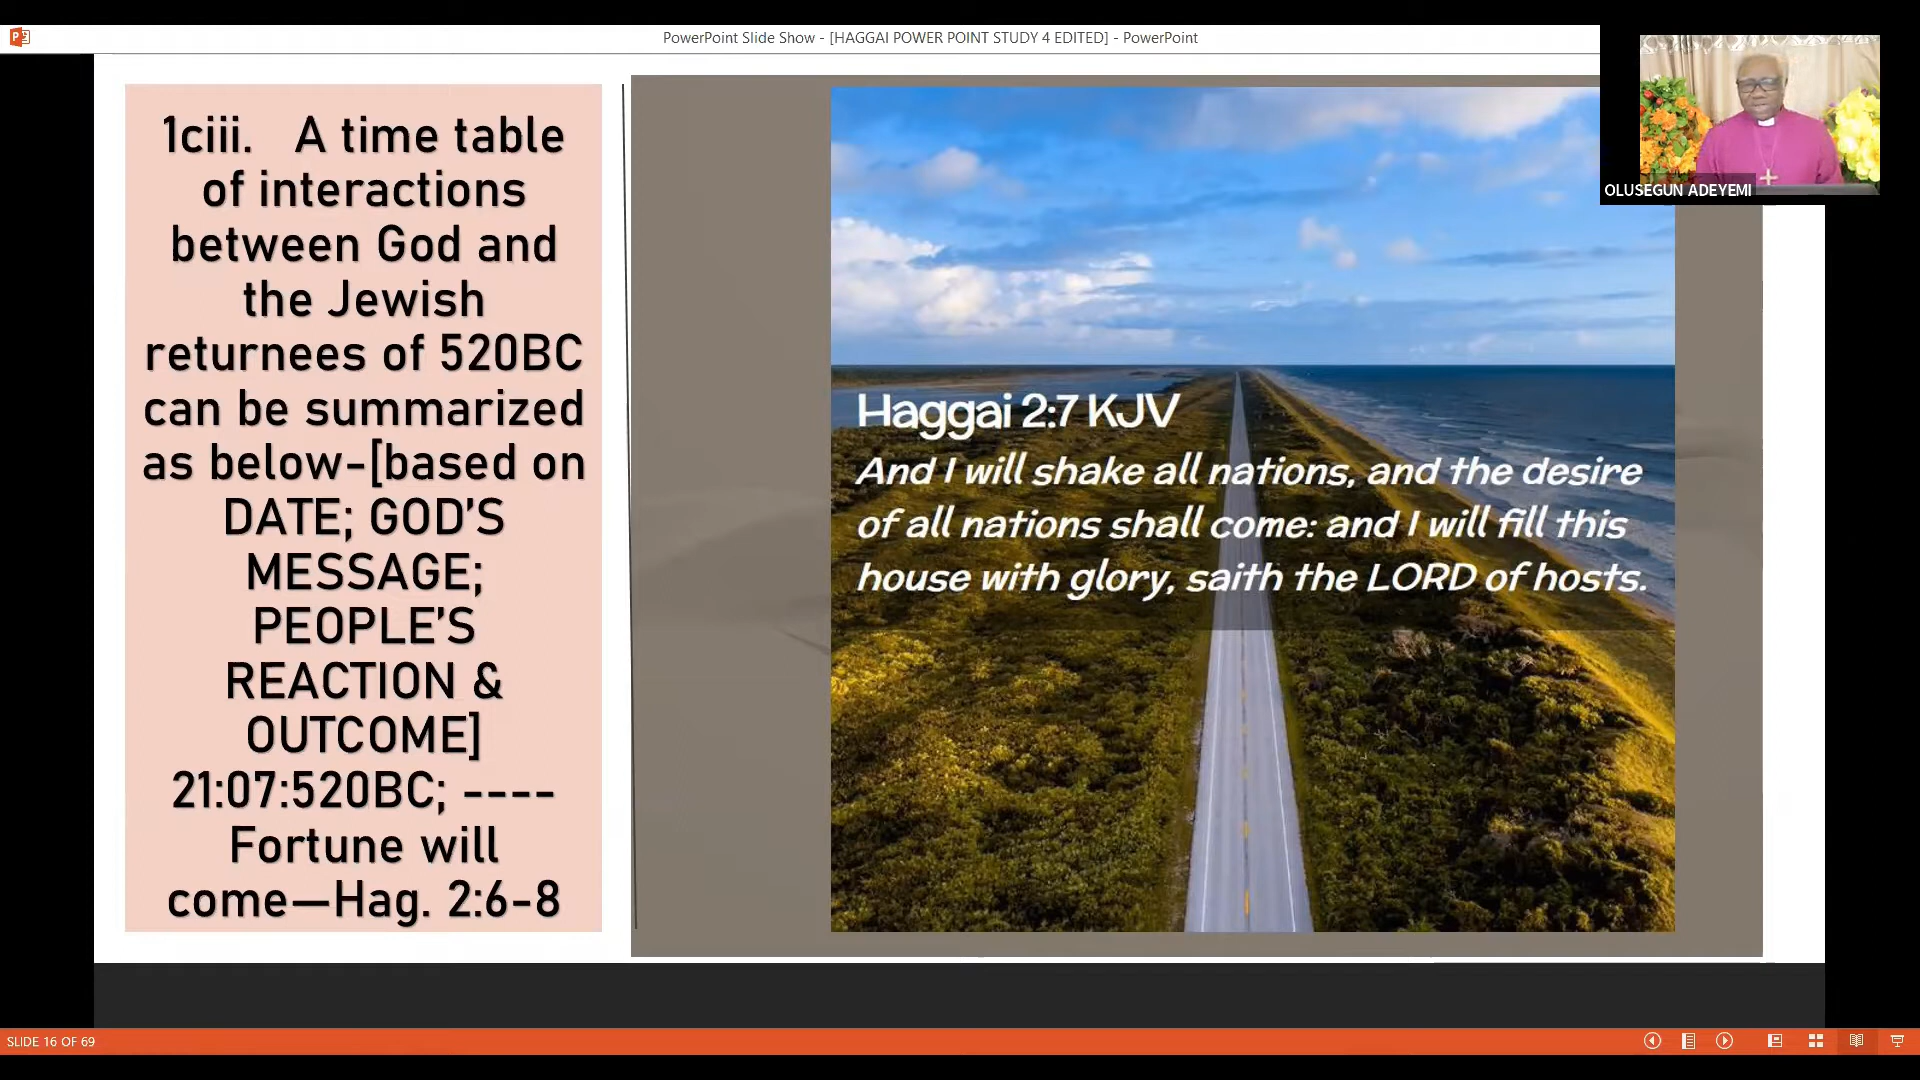 PowerPoint Slide Show - [HAGGAI POWER POINT STUDY 4 EDITED] - PowerPoint
OLUSEGUN ADEYEMI
1ciii. A time table
of interactions
between God and
the Jewish
returnees of 520BC
can be summarized
as below-[based on
DATE; GOD’S
MESSAGE;
PEOPLE’S
REACTION &
OUTCOME]
21:07:520BC; ----
Fortune will
come—Hag. 2:6-8
Haggai 2:7 KJV
And I will shake all nations, and the desire
of all nations shall come: and I will fill this
house with glory, saith the LORD of hosts.
SLIDE 16 OF 69